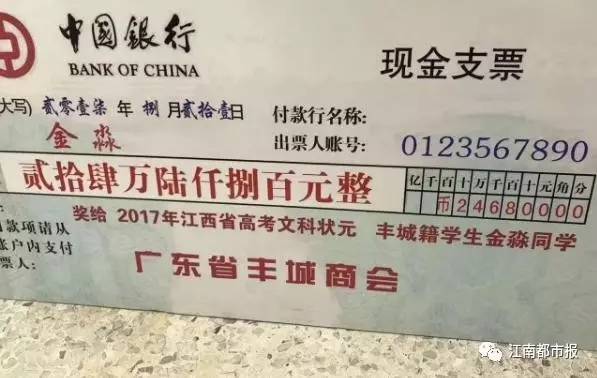 中國銀行
BANK OF CHINA
现金支票
大写) 贰零壹柒 年 捌 月 贰拾壹日
付款行名称:
金淼
出票人账号: 0123567890
贰拾肆万陆仟捌百元整
亿 千 百 十 万 千 百 十 元 角 分
币 2 4 6 8 0 0 0 0
款项请从
奖给 2017年江西省高考文科状元 丰城籍学生金淼同学
账户内支付
票人:
广东省丰城商会
江南都市报